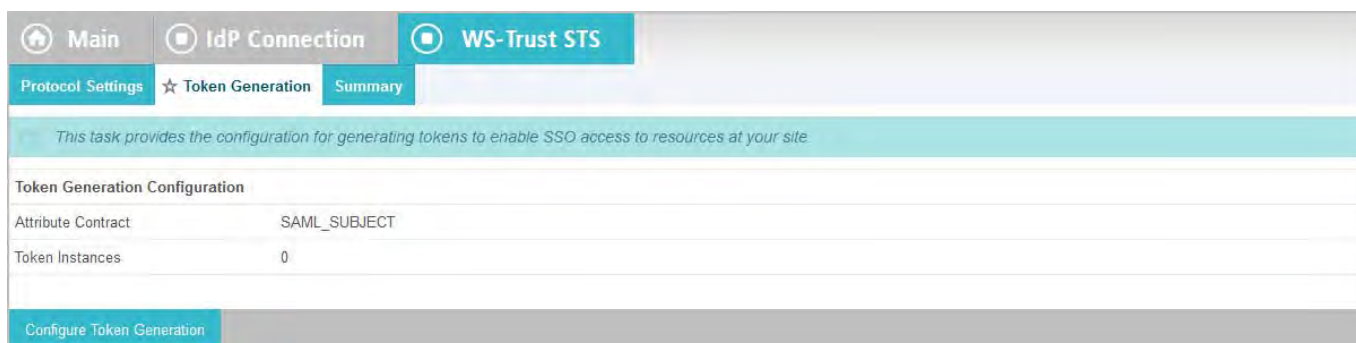 Main IdP Connection WS-Trust STS
Protocol Settings Token Generation Summary
This task provides the configuration for generating tokens to enable SSO access to resources at your site.
Token Generation Configuration
Attribute Contract SAML_SUBJECT
Token Instances 0
Configure Token Generation